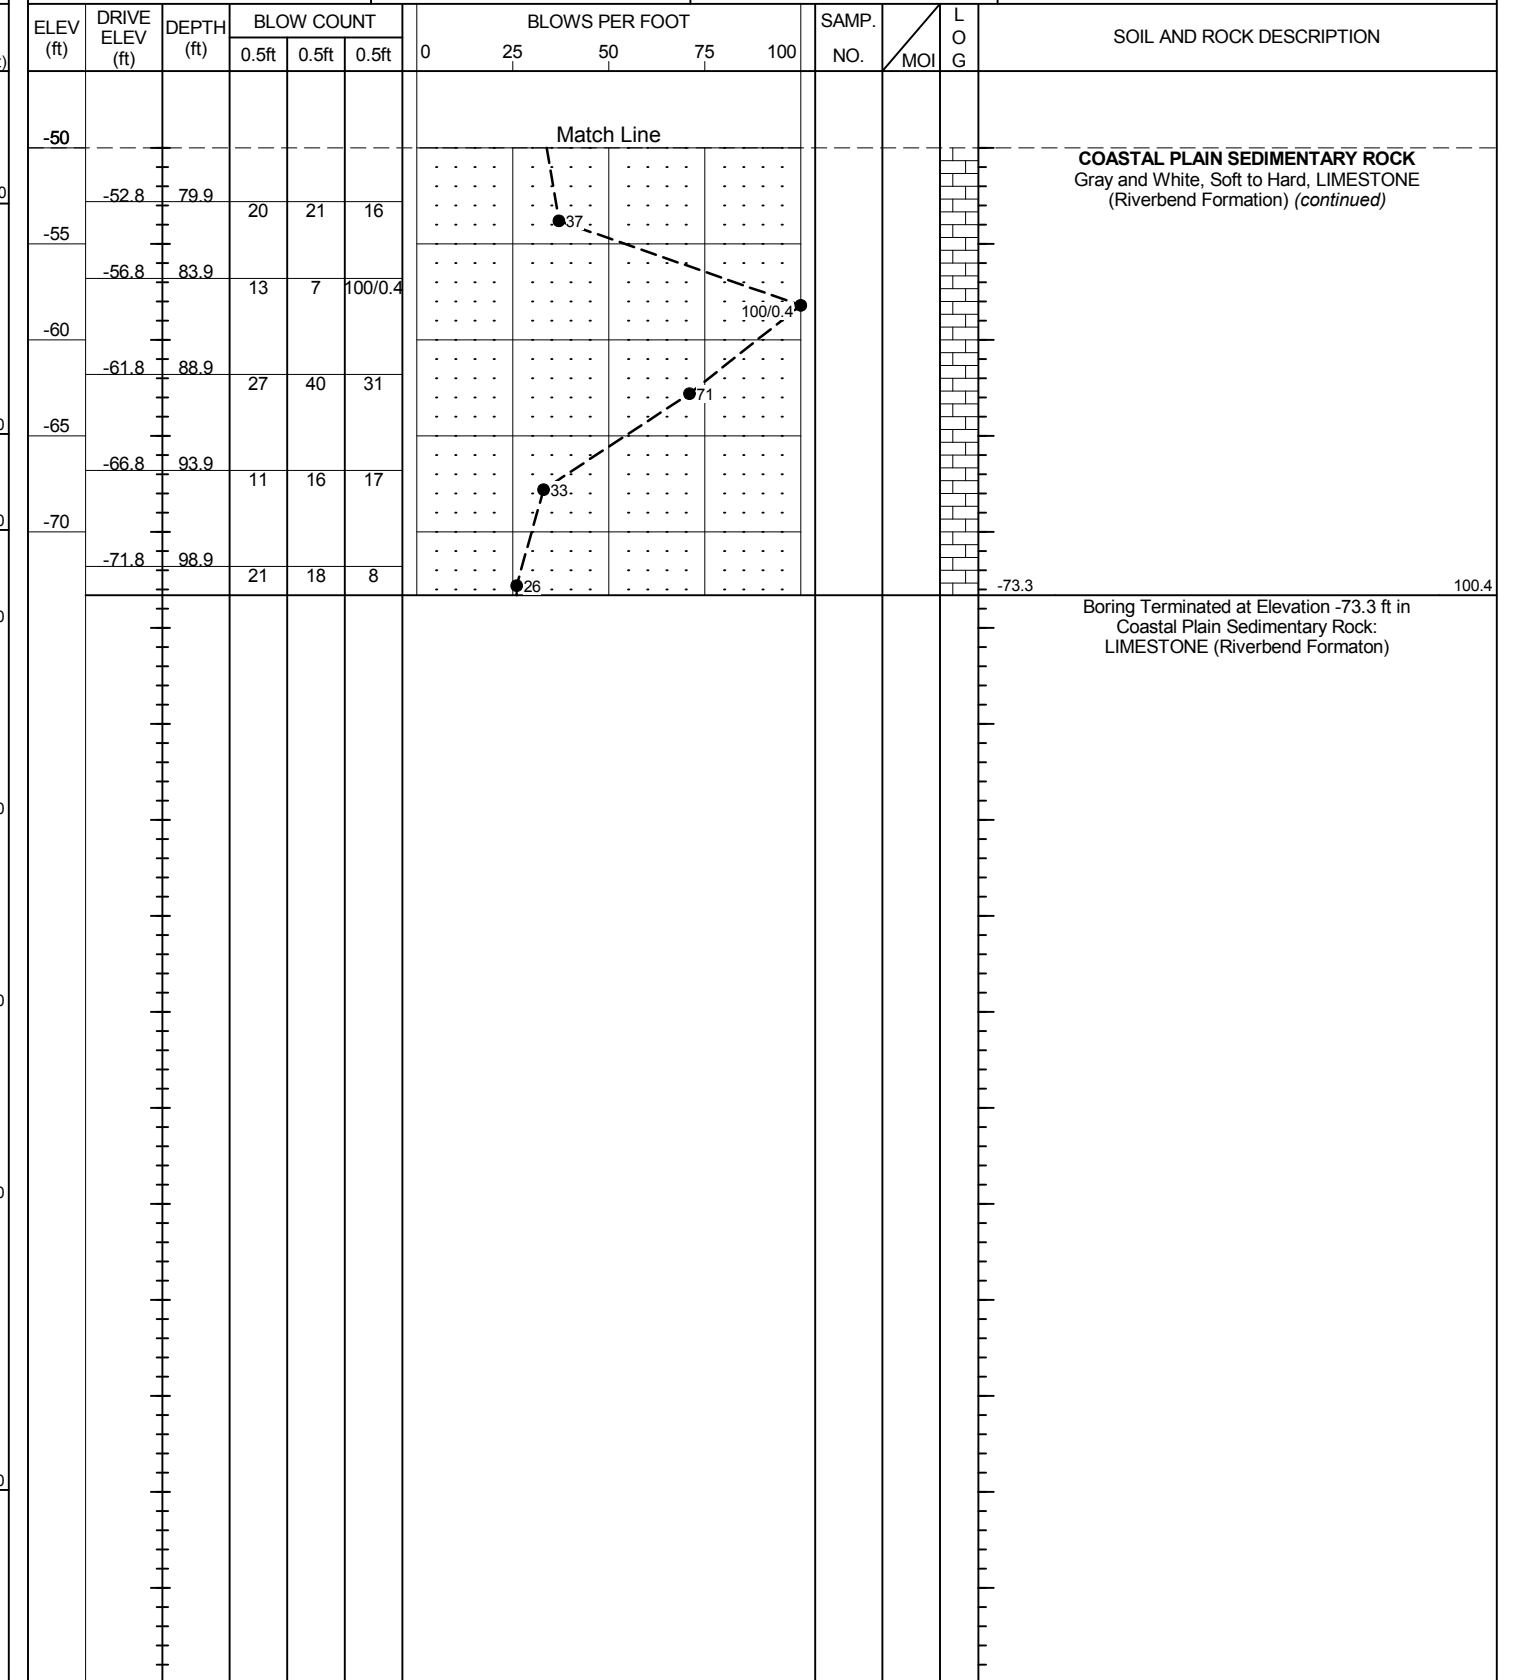 ELEV (ft) DRIVE ELEV (ft) DEPTH (ft) BLOW COUNT BLOWS PER FOOT SAMP. NO. MOI LOG SOIL AND ROCK DESCRIPTION
0.5ft 0.5ft 0.5ft 0 25 50 75 100
Match Line
-50
COASTAL PLAIN SEDIMENTARY ROCK
Gray and White, Soft to Hard, LIMESTONE
(Riverbend Formation) (continued)
-52.8 79.9
20 21 16 37
-55
-56.8 83.9
13 7 100/0.4
100/0.4
-60
-61.8 88.9
27 40 31 71
-65
-66.8 93.9
11 16 17 33
-70
-71.8 98.9
21 18 8 26
-73.3 100.4
Boring Terminated at Elevation -73.3 ft in
Coastal Plain Sedimentary Rock:
LIMESTONE (Riverbend Formaton)